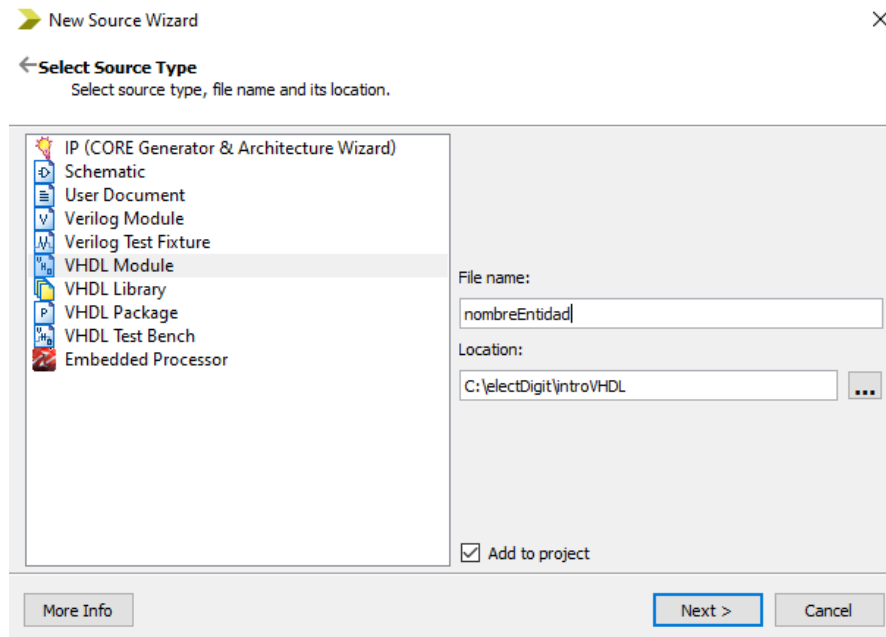 New Source Wizard
Select Source Type
Select source type, file name and its location.
IP (CORE Generator & Architecture Wizard)
Schematic
User Document
Verilog Module
Verilog Test Fixture
VHDL Module
VHDL Library
VHDL Package
VHDL Test Bench
Embedded Processor
File name:
nombreEntidad
Location:
C:\electDigit\introVHDL
...
Add to project
More Info
Next >
Cancel